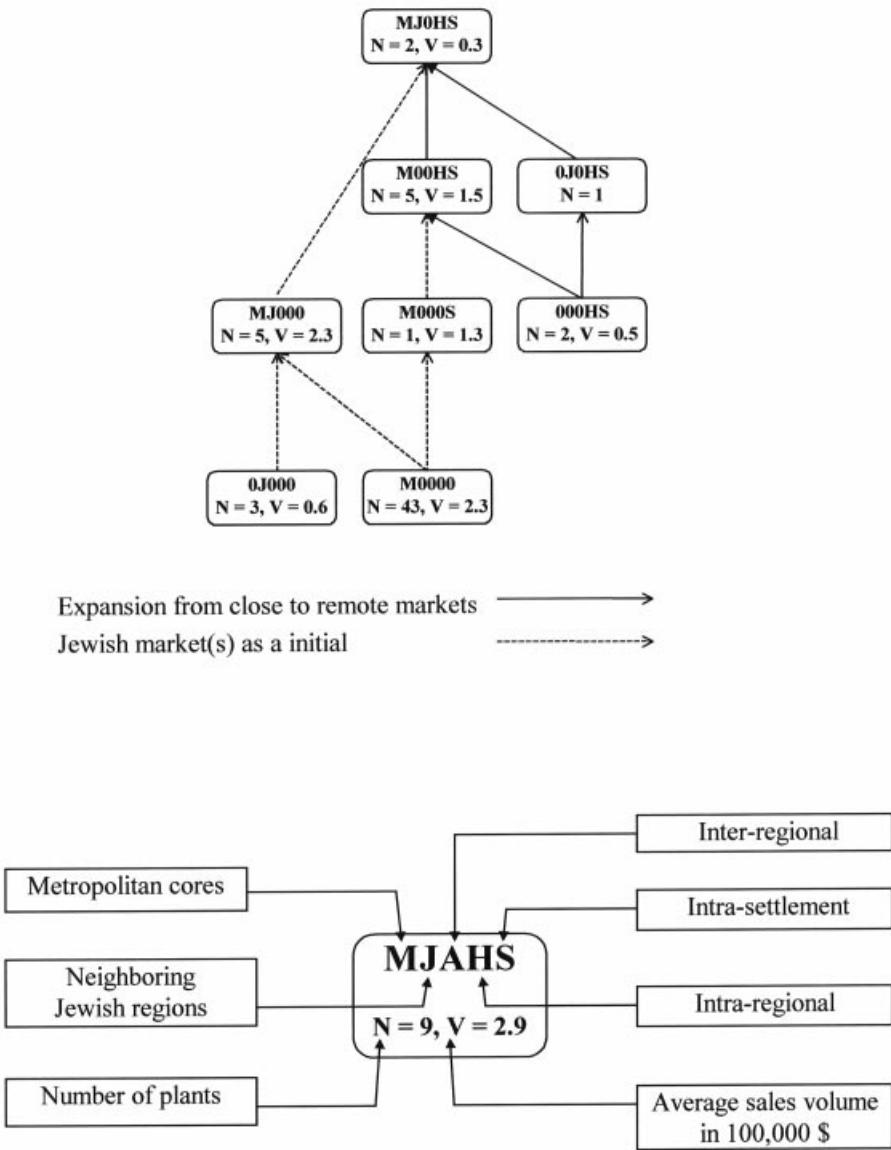 MJ0HS
N = 2, V = 0.3
M00HS
N = 5, V = 1.5
0J0HS
N = 1
MJ000
N = 5, V = 2.3
M000S
N = 1, V = 1.3
000HS
N = 2, V = 0.5
0J000
N = 3, V = 0.6
M0000
N = 43, V = 2.3
Expansion from close to remote markets
Jewish market(s) as a initial
Inter-regional
Metropolitan cores
Intra-settlement
MJAHS
Neighboring
Jewish regions
Intra-regional
N = 9, V = 2.9
Number of plants
Average sales volume
in 100,000 $